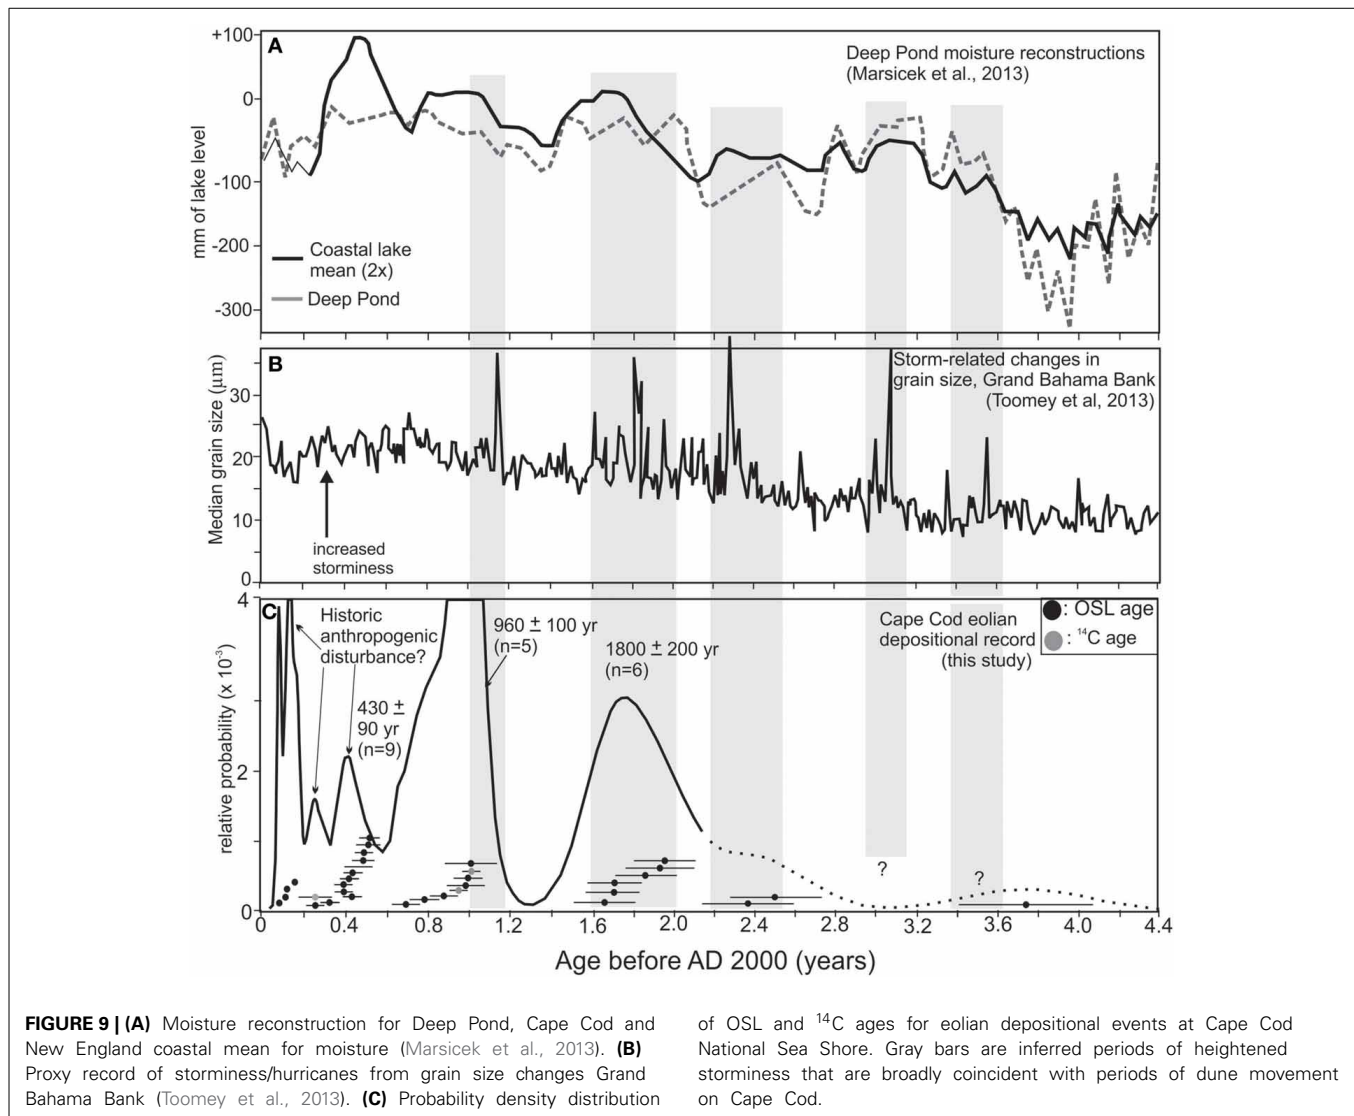 A
Deep Pond moisture reconstructions
(Marsicek et al., 2013)
+100
0
-100
-200
-300
mm of lake level
Coastal lake
mean (2x)
Deep Pond
B
Storm-related changes in
grain size, Grand Bahama Bank
(Toomey et al, 2013)
30
20
10
0
Median grain size (μm)
increased
storminess
C
4
2
0
relative probability (x 10⁻³)
Historic
anthropogenic
disturbance?
430 ±
90 yr
(n=9)
960 ± 100 yr
(n=5)
1800 ± 200 yr
(n=6)
Cape Cod eolian
depositional record
(this study)
: OSL age
: ¹⁴C age
?
?
0 0.4 0.8 1.2 1.6 2.0 2.4 2.8 3.2 3.6 4.0 4.4
Age before AD 2000 (years)
FIGURE 9 | (A) Moisture reconstruction for Deep Pond, Cape Cod and
New England coastal mean for moisture (Marsicek et al., 2013). (B)
Proxy record of storminess/hurricanes from grain size changes Grand
Bahama Bank (Toomey et al., 2013). (C) Probability density distribution
of OSL and ¹⁴C ages for eolian depositional events at Cape Cod
National Sea Shore. Gray bars are inferred periods of heightened
storminess that are broadly coincident with periods of dune movement
on Cape Cod.